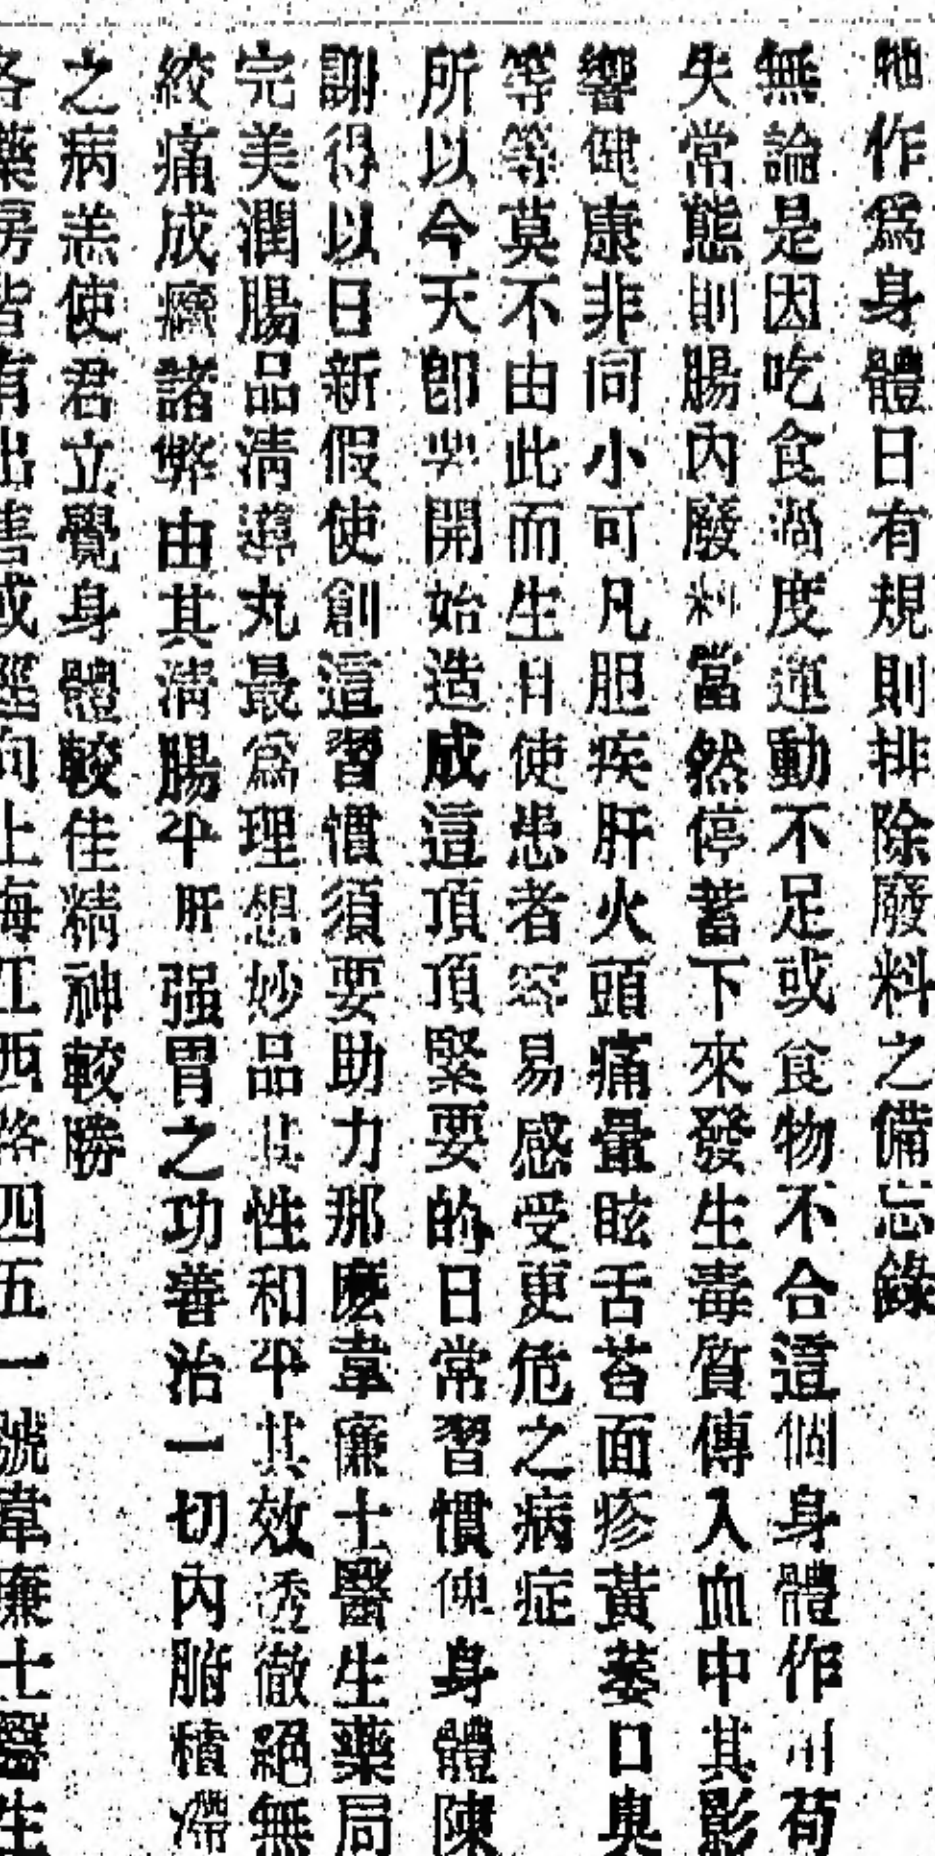 牠作爲身體日有規則排除廢料之備忘錄
無論是因吃食過度運動不足或食物不合這個身體作用苟
失常態則腸內廢料當然停蓄下來發生毒質傳入血中其影
響健康非同小可凡胆疾肝火頭痛暈眩舌苔面疹黃萎口臭
等等莫不由此而生且使患者容易感受更危之病症
所以今天卽要開始造成這頂頂緊要的日常習慣使身體陳
謝得以日新假使創這習慣須要助力那麽韋廉士醫生藥局
完美潤腸品淸導丸最爲理想妙品其性和平其效透徹絕無
絞痛成癮諸弊由其淸腸平肝强胃之功善治一切內臟積滯
之病恙使君立覺身體較佳精神較勝
各藥房皆有出售或逕向上海江西路四五一號韋廉士醫生